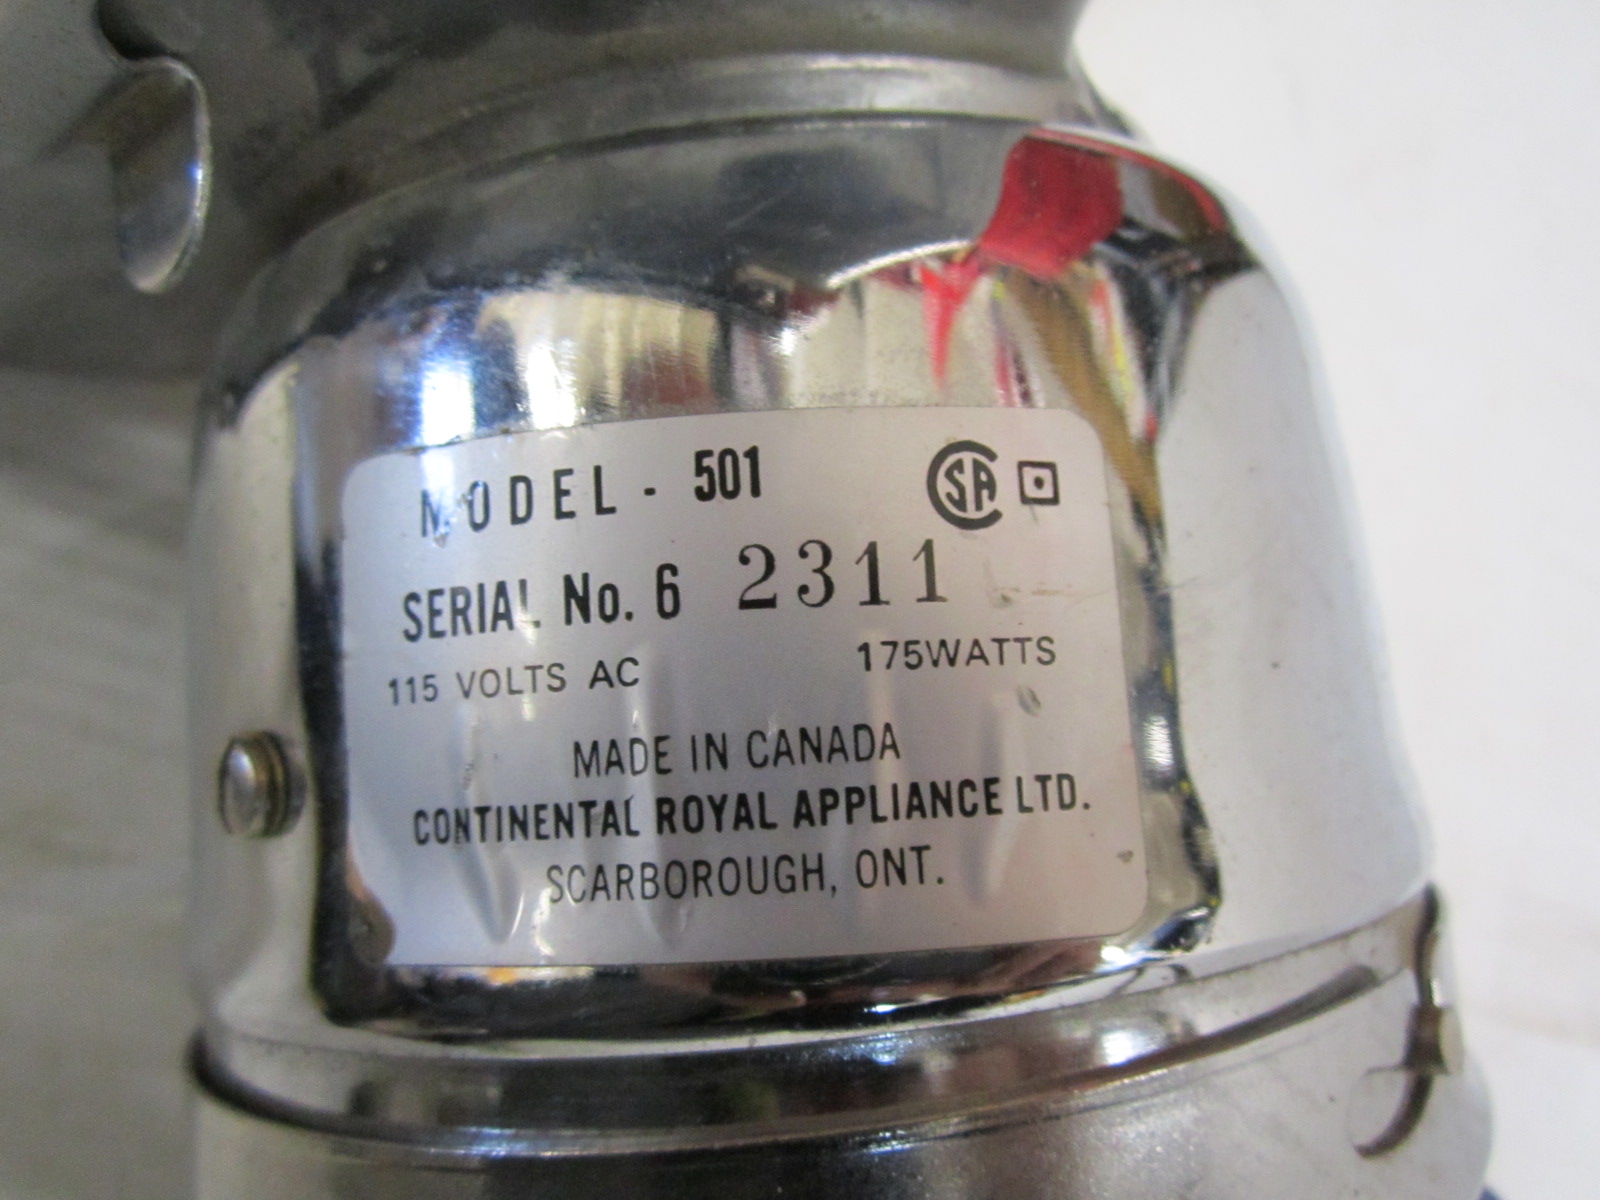 MODEL - 501 CSA
SERIAL No. 6 2311
115 VOLTS AC 175WATTS
MADE IN CANADA
CONTINENTAL ROYAL APPLIANCE LTD.
SCARBOROUGH, ONT.